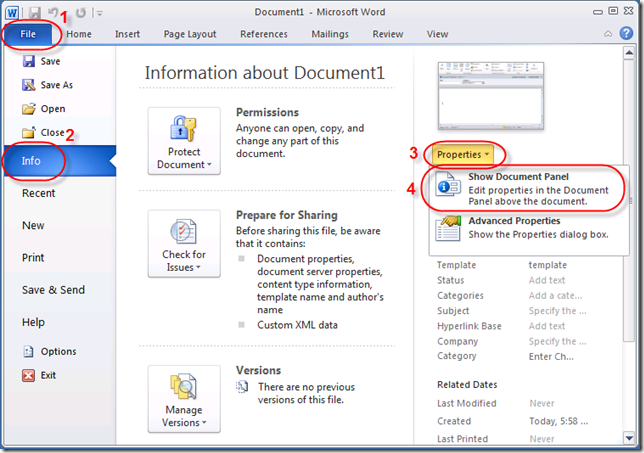 Document1 - Microsoft Word
1
File Home Insert Page Layout References Mailings Review View
Save
Save As
Open
Close
2
Info
Recent
New
Print
Save & Send
Help
Options
Exit
Information about Document1
Protect
Document
Permissions
Anyone can open, copy, and
change any part of this
document.
Check for
Issues
Prepare for Sharing
Before sharing this file, be aware
that it contains:
Document properties,
document server properties,
content type information,
template name and author's
name
Custom XML data
Manage
Versions
Versions
There are no previous
versions of this file.
3
Properties
4
Show Document Panel
Edit properties in the Document
Panel above the document.
Advanced Properties
Show the Properties dialog box.
Template template
Status Add text
Categories Add a cate...
Subject Specify the ...
Hyperlink Base Add text
Company Specify the ...
Category Enter Ch...
Related Dates
Last Modified Never
Created Today, 5:58 ...
Last Printed Never